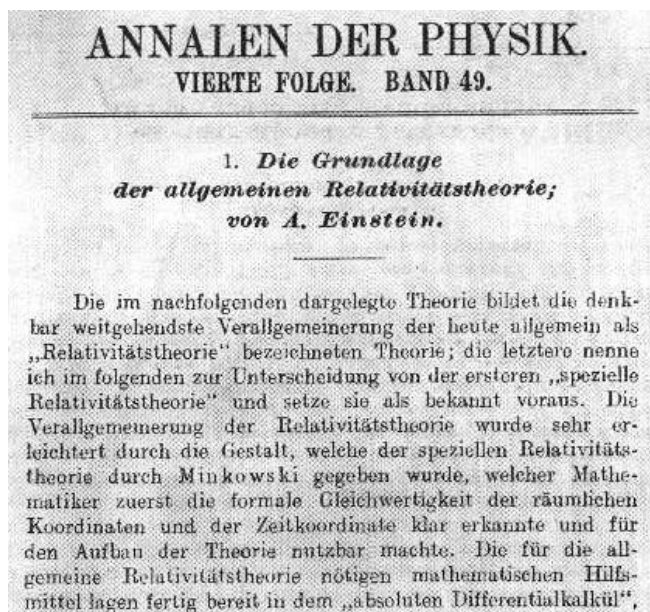 ANNALEN DER PHYSIK.
VIERTE FOLGE. BAND 49.
1. Die Grundlage
der allgemeinen Relativitätstheorie;
von A. Einstein.
Die im nachfolgenden dargelegte Theorie bildet die denk-
bar weitgehendste Verallgemeinerung der heute allgemein als
„Relativitätstheorie“ bezeichneten Theorie; die letztere nenne
ich im folgenden zur Unterscheidung von der ersteren „spezielle
Relativitätstheorie“ und setze sie als bekannt voraus. Die
Verallgemeinerung der Relativitätstheorie wurde sehr er-
leichtert durch die Gestalt, welche der speziellen Relativitäts-
theorie durch Minkowski gegeben wurde, welcher Mathe-
matiker zuerst die formale Gleichwertigkeit der räumlichen
Koordinaten und der Zeitkoordinate klar erkannte und für
den Aufbau der Theorie nutzbar machte. Die für die all-
gemeine Relativitätstheorie nötigen mathematischen Hilfs-
mittel lagen fertig bereit in dem „absoluten Differentialkalkül“,